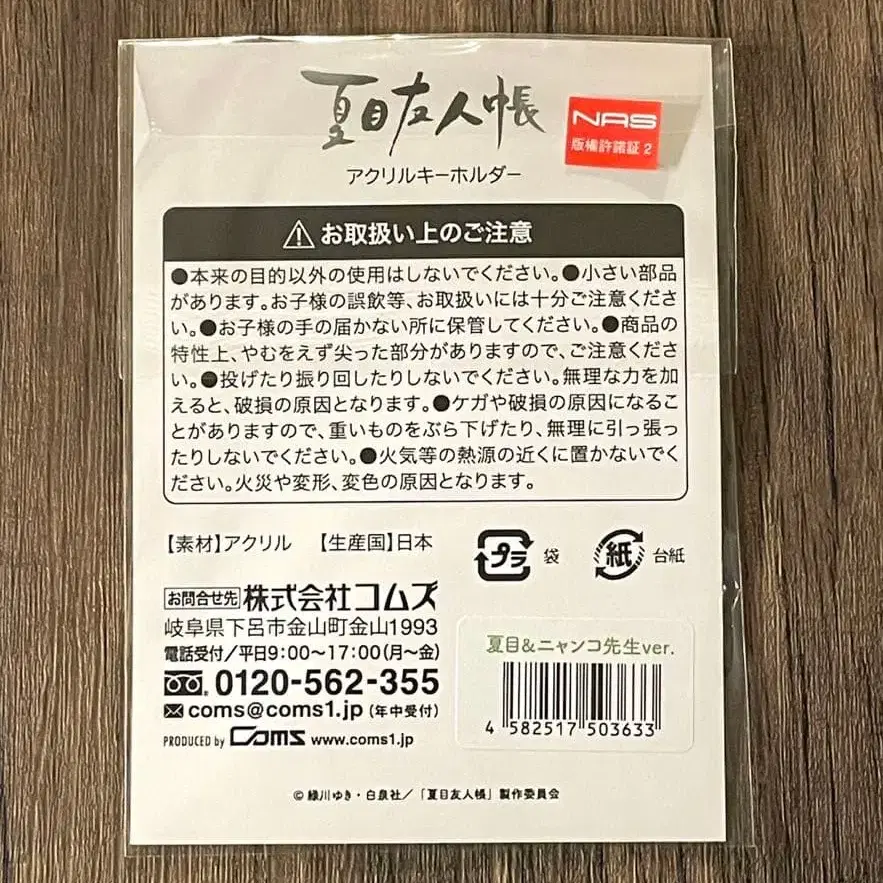 夏目友人帳
NAS
版権許諾証 2
アクリルキーホルダー
お取扱い上のご注意
●本来の目的以外の使用はしないでください。●小さい部品
があります。お子様の誤飲等、お取扱いには十分ご注意くださ
い。●お子様の手の届かない所に保管してください。●商品の
特性上、やむをえず尖った部分がありますので、ご注意くださ
い。●投げたり振り回したりしないでください。無理な力を加
えると、破損の原因となります。●ケガや破損の原因になるこ
とがありますので、重いものをぶら下げたり、無理に引っ張っ
たりしないでください。●火気等の熱源の近くに置かないでく
ださい。火災や変形、変色の原因となります。
【素材】アクリル 【生産国】日本
プラ 袋
紙 台紙
お問合せ先 株式会社コムズ
岐阜県下呂市金山町金山1993
電話受付/平日9:00〜17:00(月〜金)
0120-562-355
coms@coms1.jp (年中受付)
PRODUCED by Coms www.coms1.jp
夏目&ニャンコ先生ver.
4 582517 503633
© 緑川ゆき・白泉社/「夏目友人帳」製作委員会